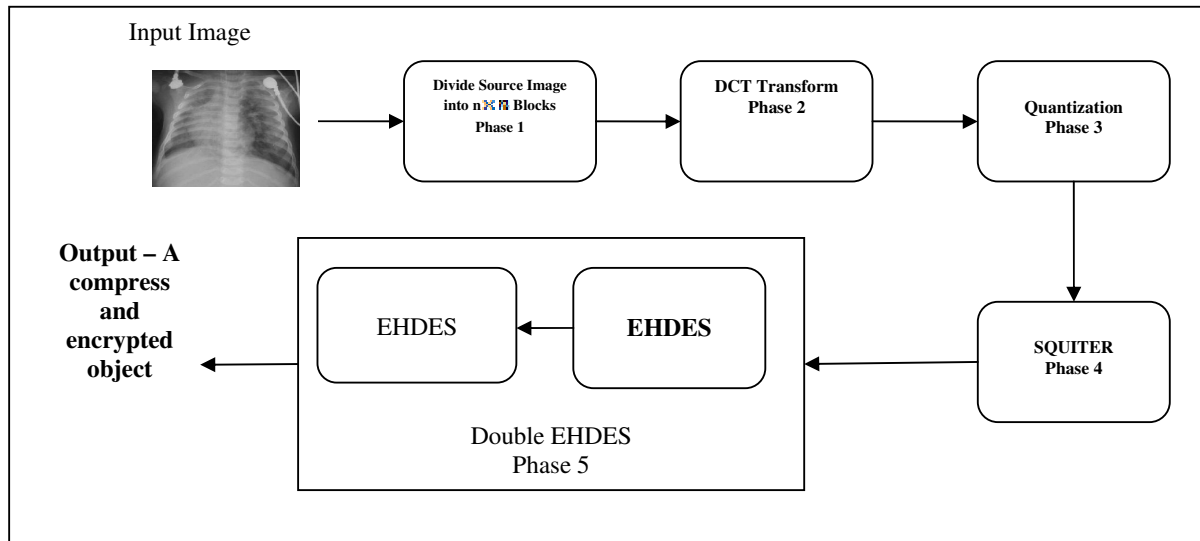 Input Image
Divide Source Image
into n Blocks
Phase 1
DCT Transform
Phase 2
Quantization
Phase 3
SQUITER
Phase 4
EHDES
EHDES
Double EHDES
Phase 5
Output – A
compress
and
encrypted
object